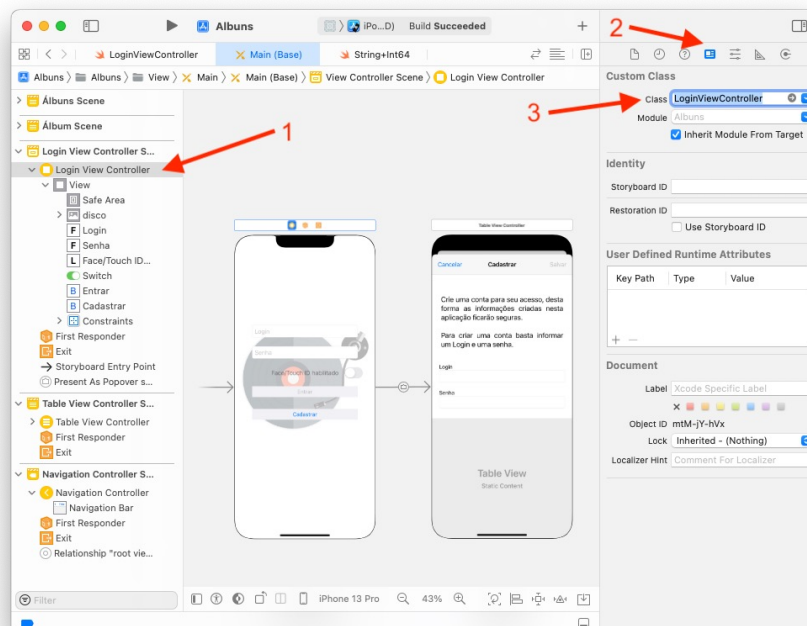 Albuns
iPo...D)
Build Succeeded
2
LoginViewController
Main (Base)
String+Int64
Albuns
Albuns
View
Main
Main (Base)
View Controller Scene
Login View Controller
Álbuns Scene
Álbum Scene
Login View Controller S...
Login View Controller
View
Safe Area
disco
F Login
F Senha
L Face/Touch ID...
Switch
B Entrar
B Cadastrar
Constraints
First Responder
Exit
Storyboard Entry Point
Present As Popover s...
Table View Controller S...
Table View Controller
First Responder
Exit
Navigation Controller S...
Navigation Controller
Navigation Bar
First Responder
Exit
Relationship "root vie...
Filter
1
Login
Senha
Face/Touch ID habilitado
Entrar
Cadastrar
Table View Controller
Cancelar
Cadastrar
Salvar
Crie uma conta para seu acesso, desta
forma as informações criadas nesta
aplicação ficarão seguras.
Para criar uma conta basta informar
um Login e uma senha.
Login
Senha
Table View
Static Content
iPhone 13 Pro
43%
3
Custom Class
Class LoginViewController
Module Albuns
Inherit Module From Target
Identity
Storyboard ID
Restoration ID
Use Storyboard ID
User Defined Runtime Attributes
Key Path Type Value
Document
Label Xcode Specific Label
Object ID mtM-jY-hVx
Lock Inherited - (Nothing)
Localizer Hint Comment For Localizer